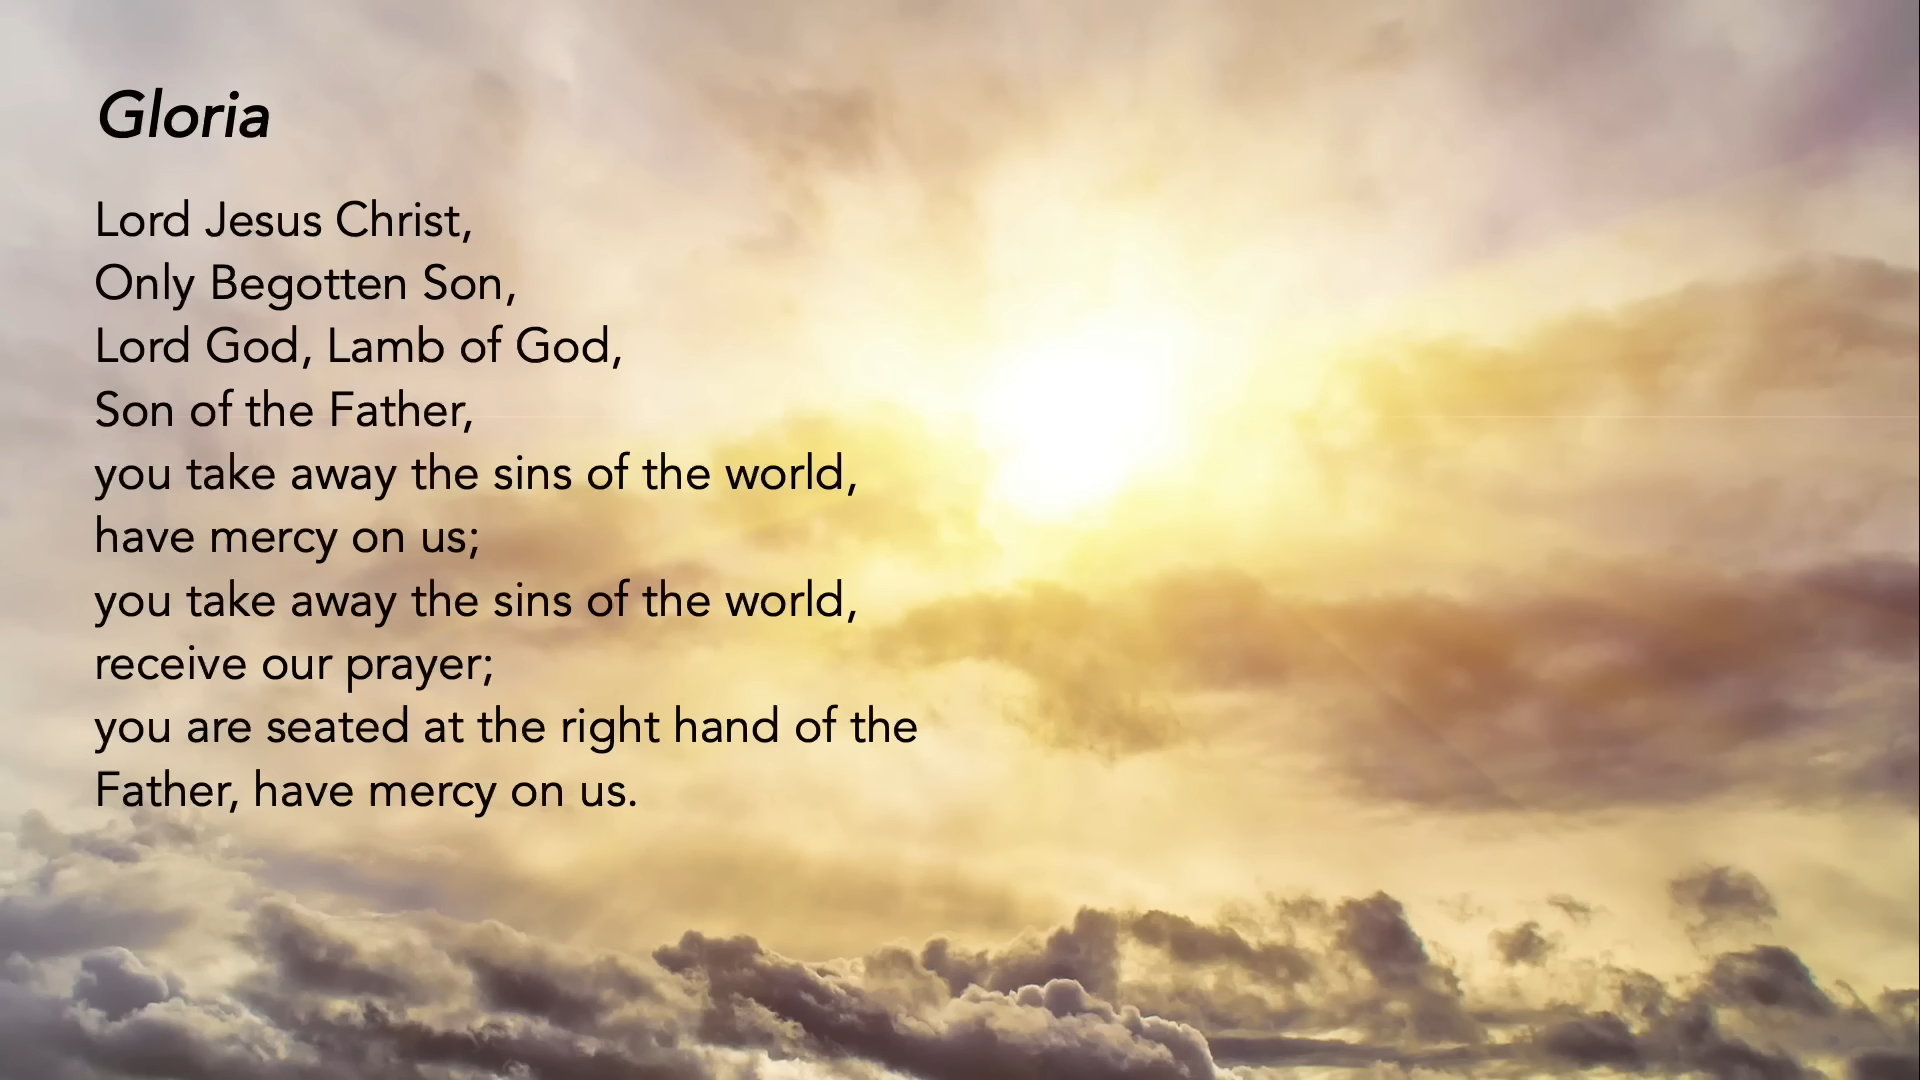 Gloria
Lord Jesus Christ,
Only Begotten Son,
Lord God, Lamb of God,
Son of the Father,
you take away the sins of the world,
have mercy on us;
you take away the sins of the world,
receive our prayer;
you are seated at the right hand of the
Father, have mercy on us.